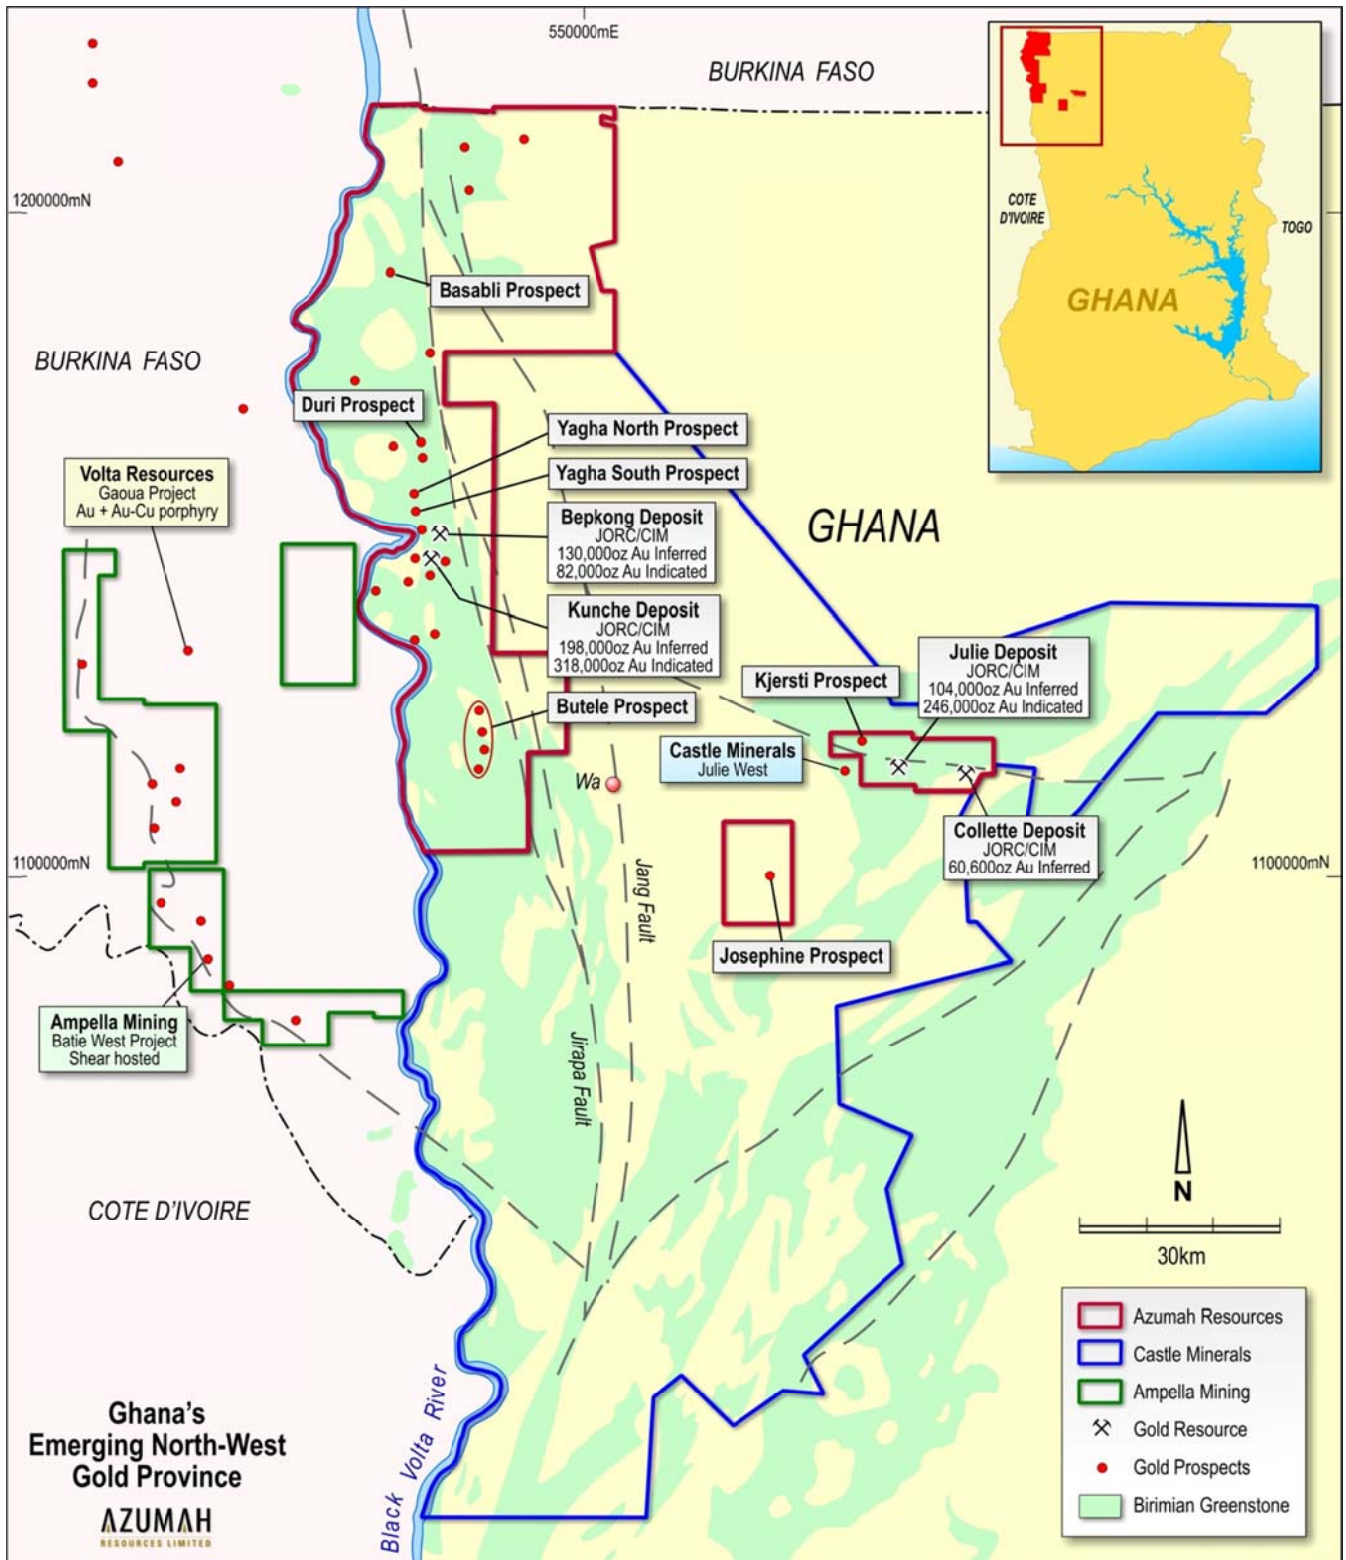 550000mE
BURKINA FASO
1200000mN
COTE
D'IVOIRE
TOGO
GHANA
Basabli Prospect
BURKINA FASO
Duri Prospect
Yagha North Prospect
Yagha South Prospect
Volta Resources
Gaoua Project
Au + Au-Cu porphyry
Bepkong Deposit
JORC/CIM
130,000oz Au Inferred
82,000oz Au Indicated
GHANA
Kunche Deposit
JORC/CIM
198,000oz Au Inferred
318,000oz Au Indicated
Julie Deposit
JORC/CIM
104,000oz Au Inferred
246,000oz Au Indicated
Kjersti Prospect
Butele Prospect
Castle Minerals
Julie West
Wa
Collette Deposit
JORC/CIM
60,600oz Au Inferred
1100000mN
1100000mN
Jang Fault
Josephine Prospect
Ampella Mining
Batie West Project
Shear hosted
Jirapa Fault
COTE D'IVOIRE
N
30km
Black Volta River
Ghana's
Emerging North-West
Gold Province
AZUMAH
RESOURCES LIMITED
Azumah Resources
Castle Minerals
Ampella Mining
Gold Resource
Gold Prospects
Birimian Greenstone